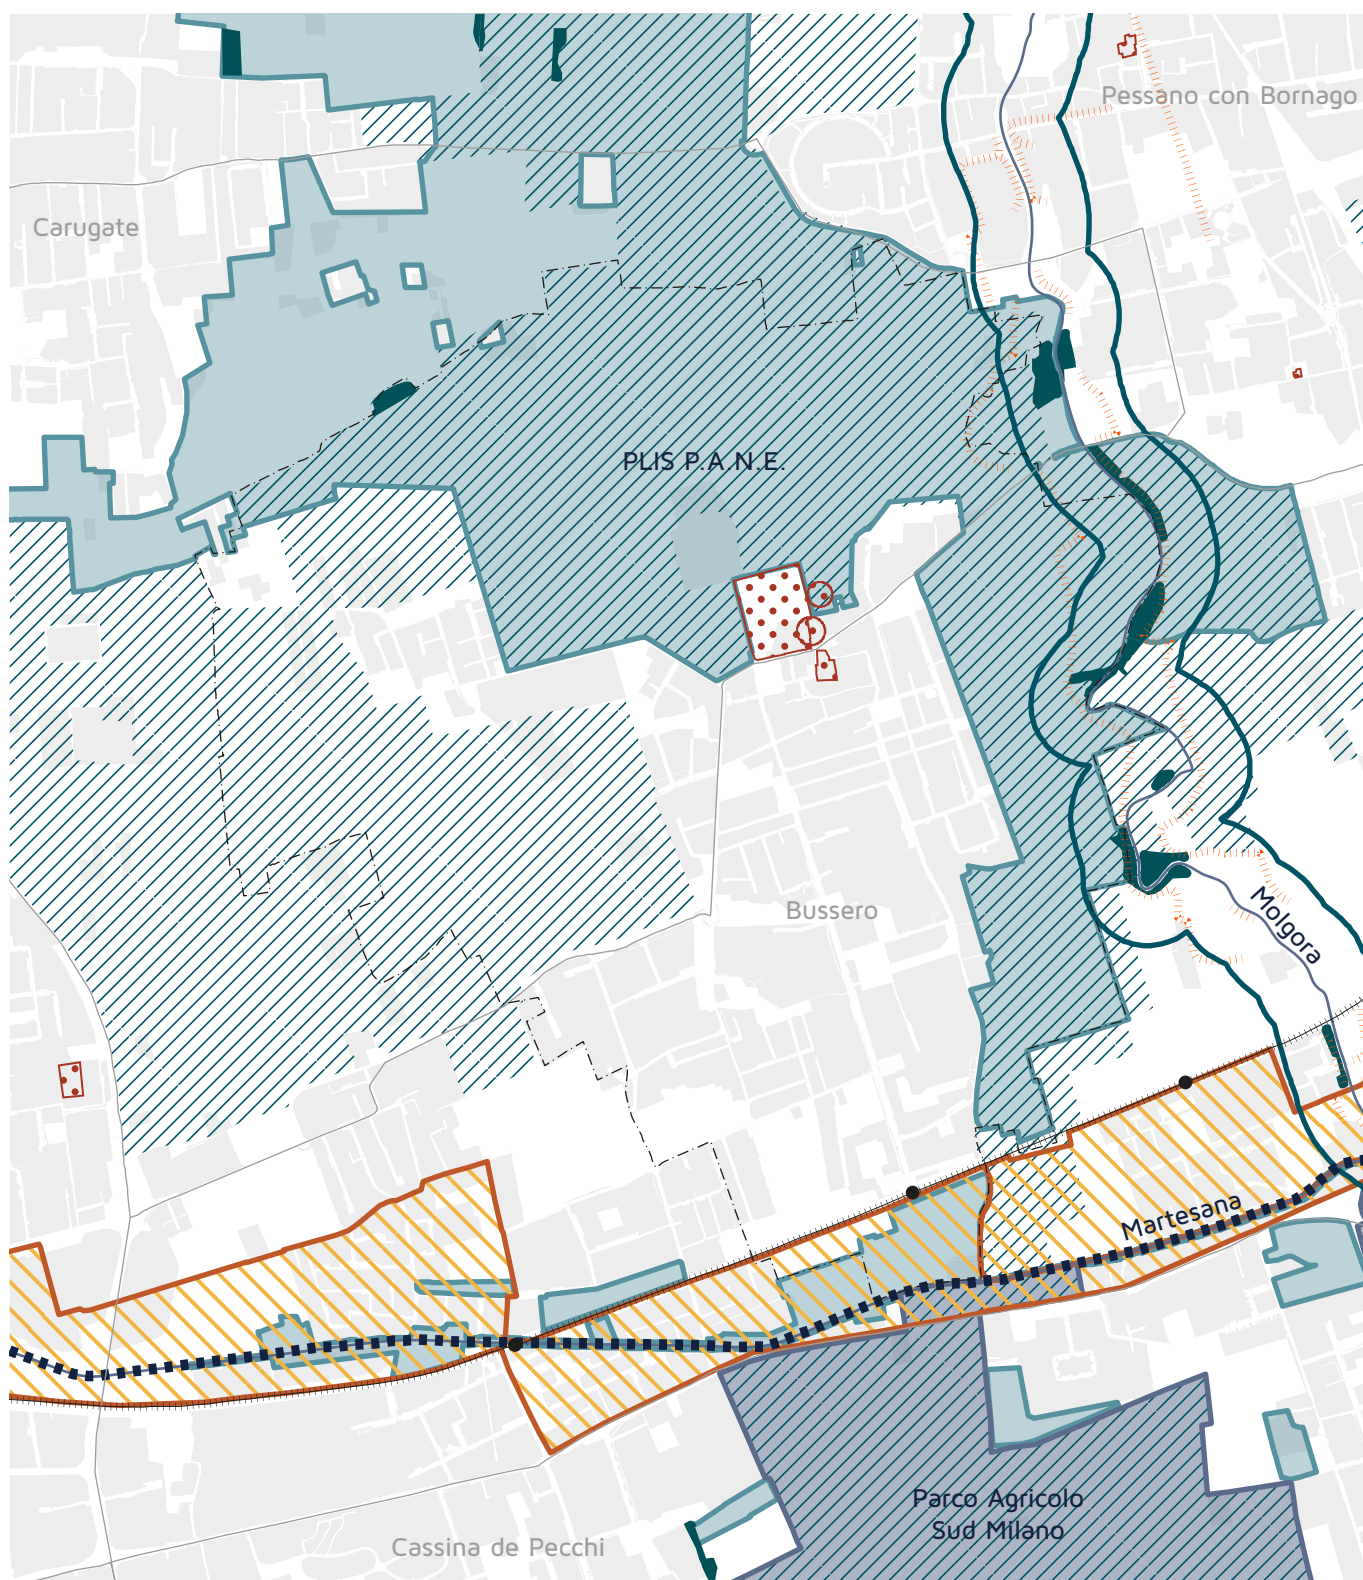 Pessano con Bornago
Carugate
PLIS P.A.N.E.
Bussero
Molgora
Martesana
Parco Agricolo
Sud Milano
Cassina de Pecchi